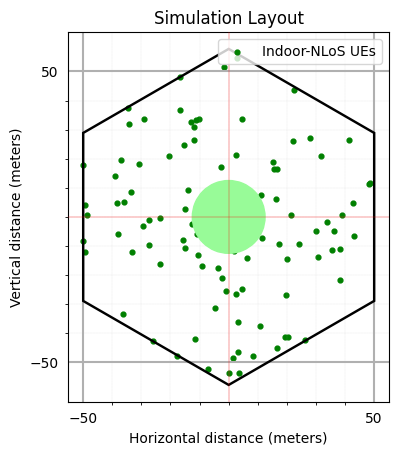 Simulation Layout
Indoor-NLoS UEs
50
−50
−50
50
Vertical distance (meters)
Horizontal distance (meters)